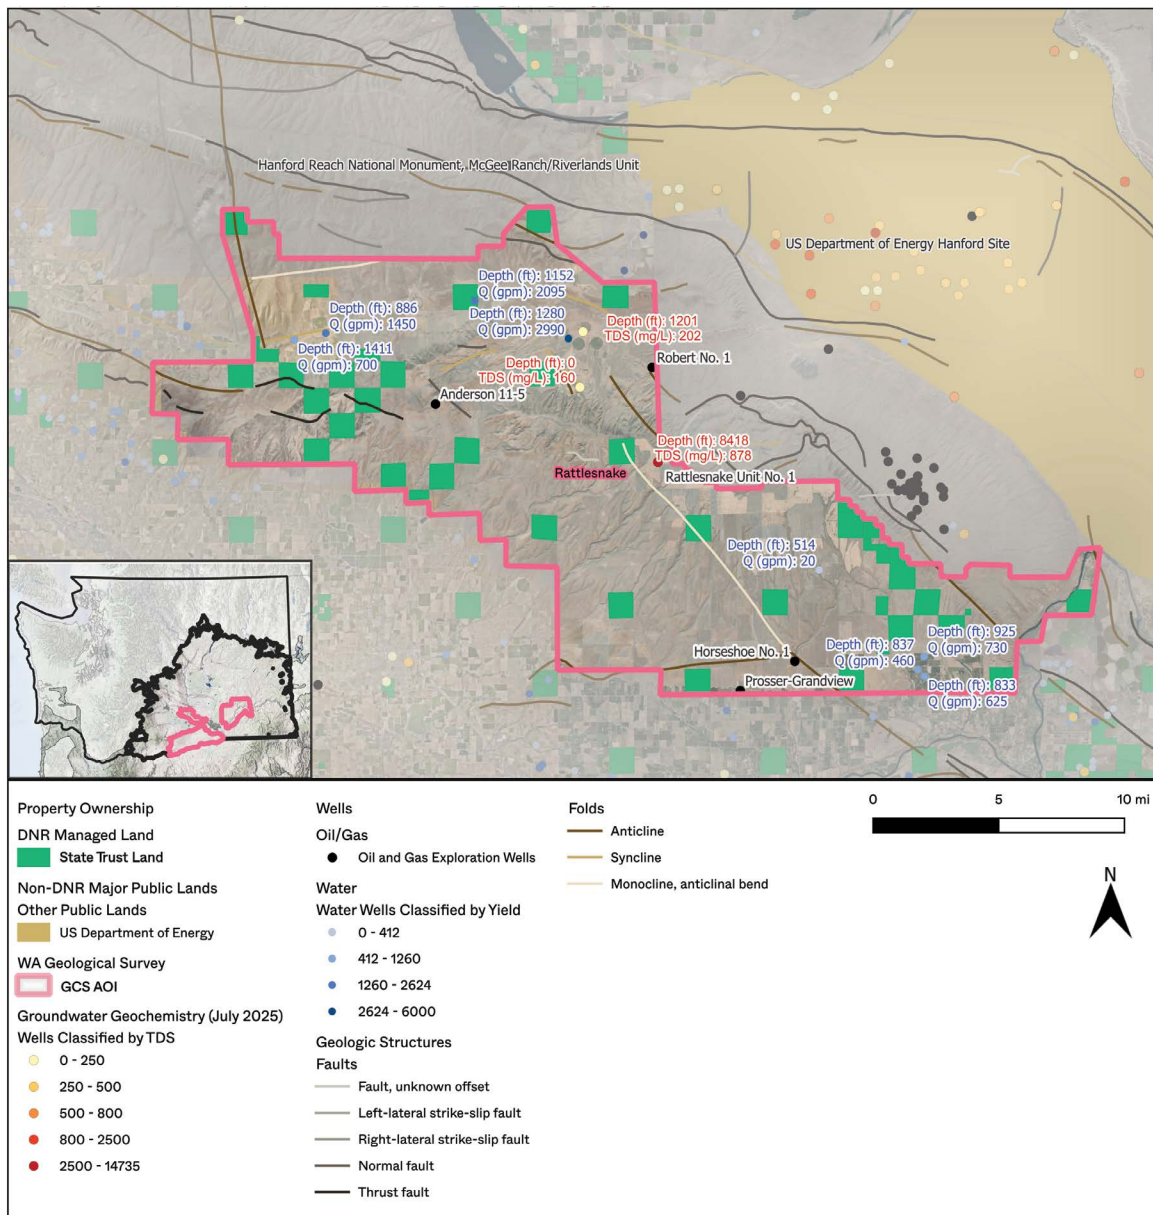 Hanford Reach National Monument, McGee Ranch/Riverlands Unit
US Department of Energy Hanford Site
Depth (ft): 1152
Q (gpm): 2095
Depth (ft): 886
Q (gpm): 1450
Depth (ft): 1280
Q (gpm): 2990
Depth (ft): 1201
TDS (mg/L): 202
Depth (ft): 1411
Q (gpm): 700
Depth (ft): 0
TDS (mg/L): 160
Robert No. 1
Anderson 11-5
Depth (ft): 8418
TDS (mg/L): 878
Rattlesnake
Rattlesnake Unit No. 1
Depth (ft): 514
Q (gpm): 20
Depth (ft): 925
Q (gpm): 730
Depth (ft): 837
Q (gpm): 460
Horseshoe No. 1
Prosser-Grandview
Depth (ft): 833
Q (gpm): 625
Property Ownership
DNR Managed Land
State Trust Land
Non-DNR Major Public Lands
Other Public Lands
US Department of Energy
WA Geological Survey
GCS AOI
Groundwater Geochemistry (July 2025)
Wells Classified by TDS
0 - 250
250 - 500
500 - 800
800 - 2500
2500 - 14735
Wells
Oil/Gas
Oil and Gas Exploration Wells
Water
Water Wells Classified by Yield
0 - 412
412 - 1260
1260 - 2624
2624 - 6000
Geologic Structures
Faults
Fault, unknown offset
Left-lateral strike-slip fault
Right-lateral strike-slip fault
Normal fault
Thrust fault
Folds
Anticline
Syncline
Monocline, anticlinal bend
0 5 10 mi
N